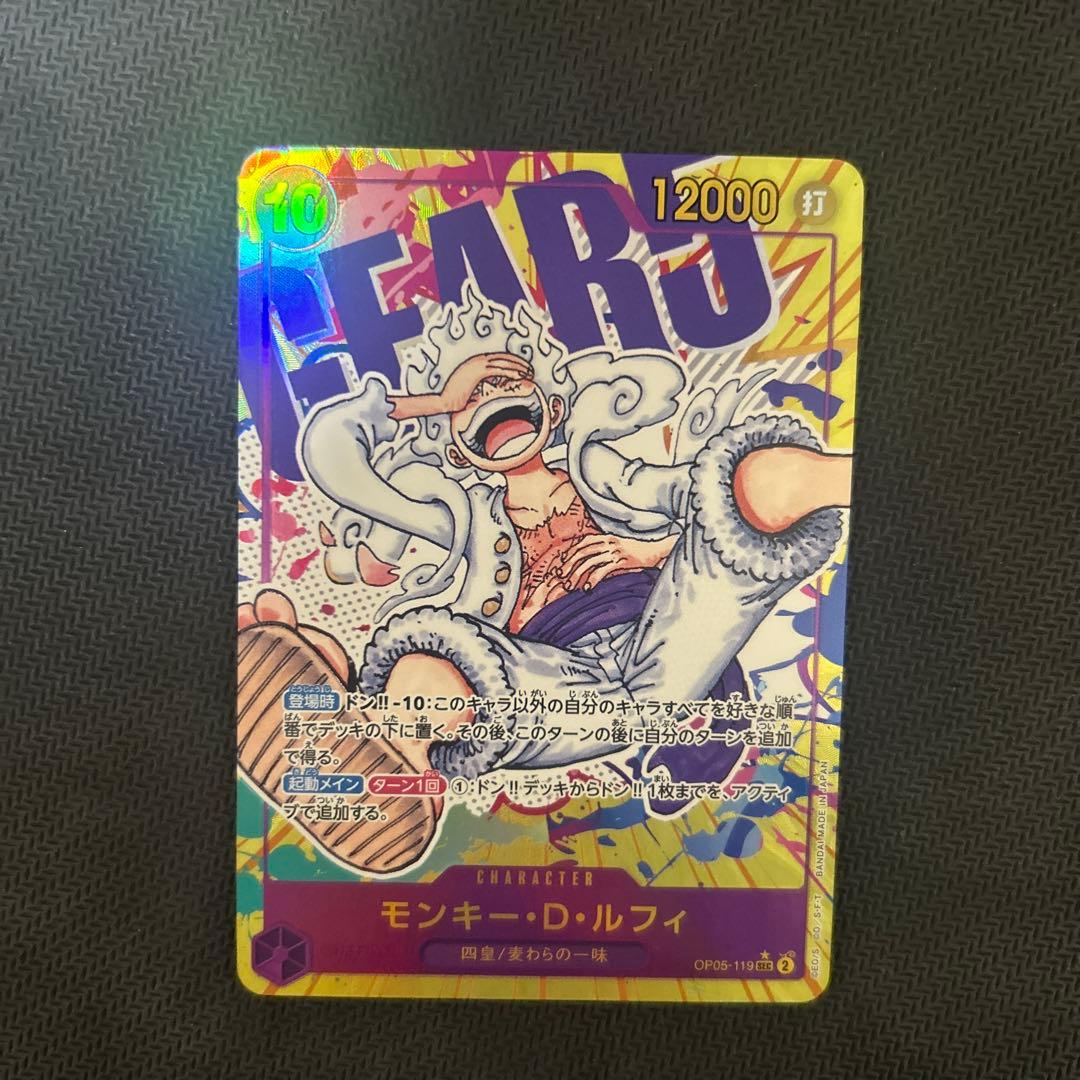 10
12000 打
GEAR5
登場時 ドン!!-10:このキャラ以外の自分のキャラすべてを好きな順
番でデッキの下に置く。その後、このターンの後に自分のターンを追加
で得る。
起動メイン ターン1回 ①:ドン!!デッキからドン!!1枚までを、アクティ
ブで追加する。
CHARACTER
モンキー・D・ルフィ
四皇/麦わらの一味
OP05-119 SEC 2
©EO/S ©O/S·F·T BANDAI MADE IN JAPAN